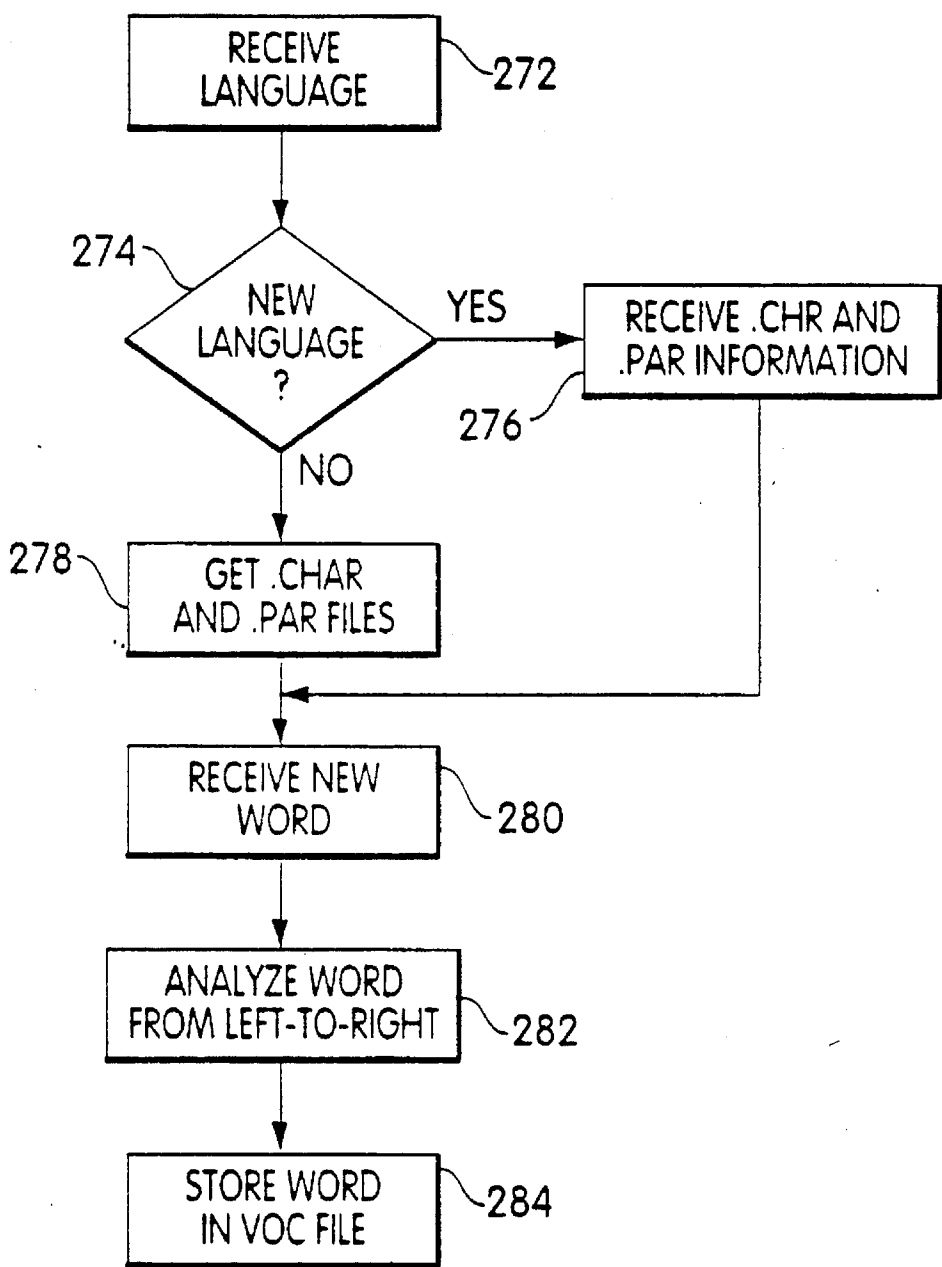 RECEIVE
LANGUAGE
272
274
NEW
LANGUAGE
?
YES
RECEIVE .CHR AND
.PAR INFORMATION
276
NO
278
GET .CHAR
AND .PAR FILES
RECEIVE NEW
WORD
280
ANALYZE WORD
FROM LEFT-TO-RIGHT
282
STORE WORD
IN VOC FILE
284